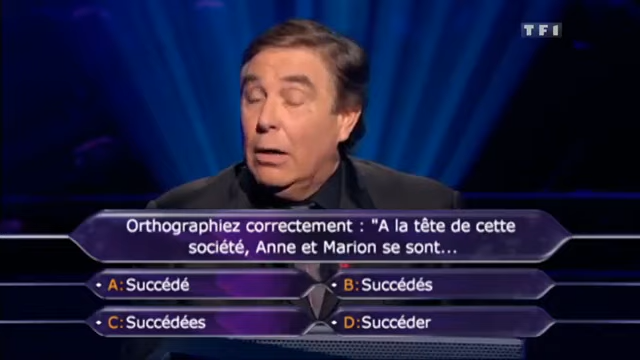 TF1
Orthographiez correctement : "A la tête de cette
société, Anne et Marion se sont...
A: Succédé
B: Succédés
C: Succédées
D: Succéder